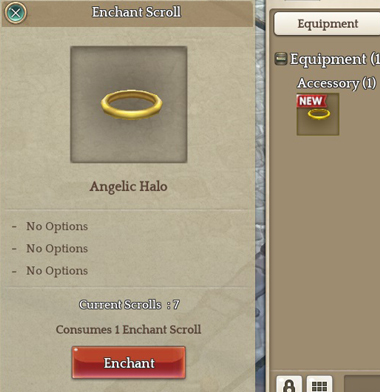 Enchant Scroll
Angelic Halo
- No Options
- No Options
- No Options
Current Scrolls : 7
Consumes 1 Enchant Scroll
Enchant
Equipment
Equipment (1
Accessory (1)
NEW